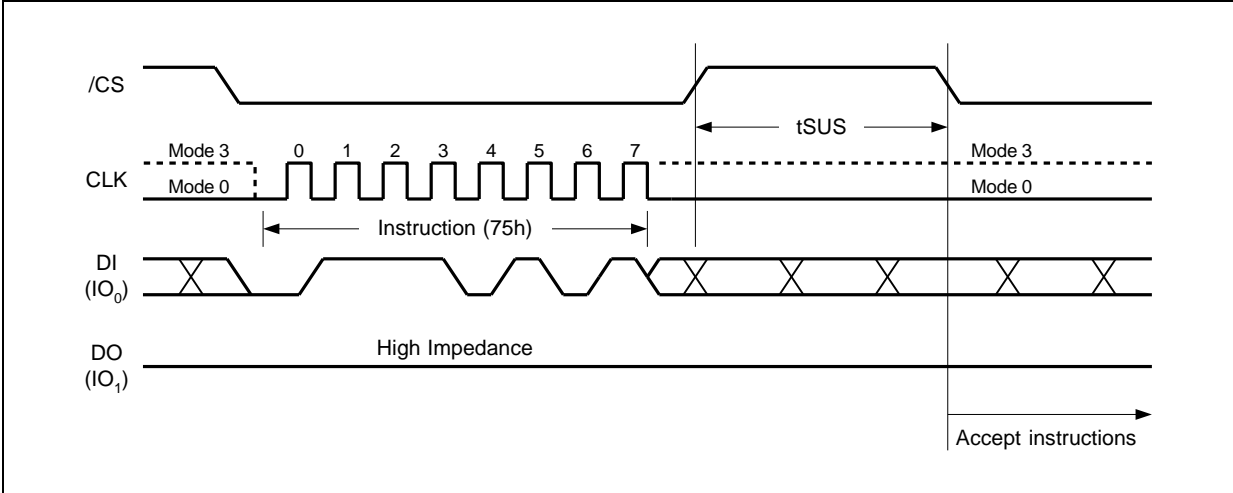 /CS
tSUS
Mode 3 0 1 2 3 4 5 6 7 Mode 3
CLK
Mode 0 Mode 0
Instruction (75h)
DI
(IO0)
High Impedance
DO
(IO1)
Accept instructions